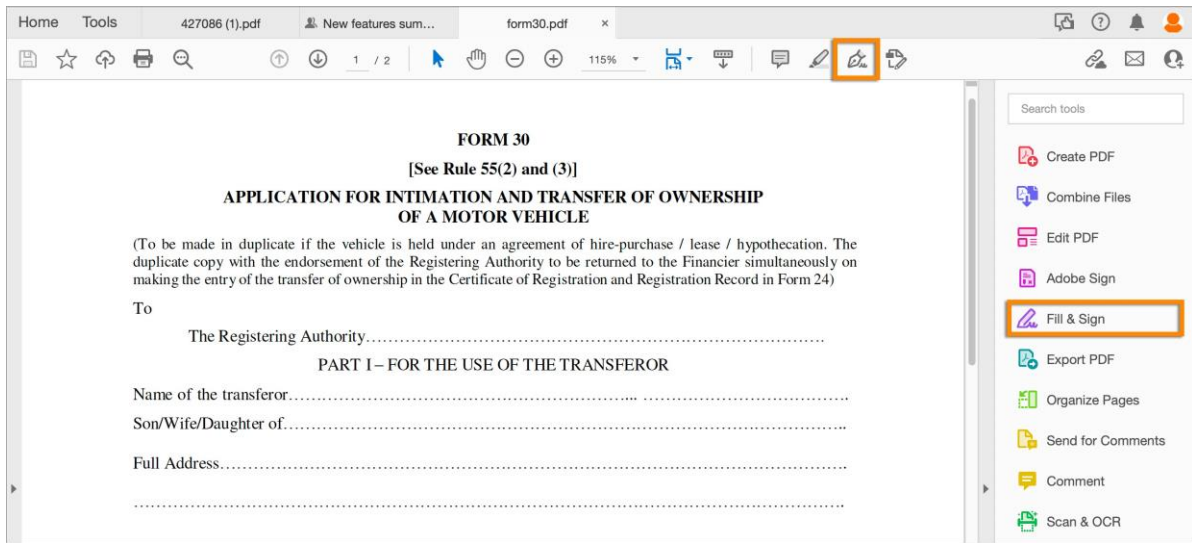 Home Tools 427086 (1).pdf New features sum... form30.pdf ×
1 / 2 115%
FORM 30
[See Rule 55(2) and (3)]
APPLICATION FOR INTIMATION AND TRANSFER OF OWNERSHIP
OF A MOTOR VEHICLE
(To be made in duplicate if the vehicle is held under an agreement of hire-purchase / lease / hypothecation. The
duplicate copy with the endorsement of the Registering Authority to be returned to the Financier simultaneously on
making the entry of the transfer of ownership in the Certificate of Registration and Registration Record in Form 24)
To
The Registering Authority……………………………………………………………………….
PART I – FOR THE USE OF THE TRANSFEROR
Name of the transferor…………………………………………………... ……………………………….
Son/Wife/Daughter of………………………………………………………………………………………..
Full Address………………………………………………………………………………………………….
……………………………………………………………………………………………………………….
Search tools
Create PDF
Combine Files
Edit PDF
Adobe Sign
Fill & Sign
Export PDF
Organize Pages
Send for Comments
Comment
Scan & OCR